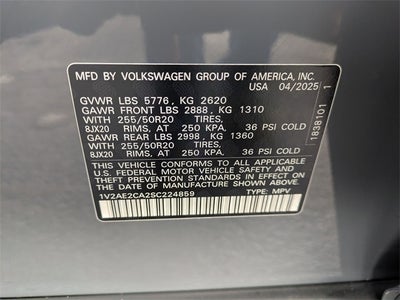 MFD BY VOLKSWAGEN GROUP OF AMERICA, INC.
USA 04/2025
GVWR LBS 5776, KG 2620
GAWR FRONT LBS 2888, KG 1310
WITH 255/50R20 TIRES,
8JX20 RIMS, AT 250 KPA. 36 PSI COLD
GAWR REAR LBS 2998, KG 1360
WITH 255/50R20 TIRES,
8JX20 RIMS, AT 250 KPA. 36 PSI COLD
THIS VEHICLE CONFORMS TO ALL APPLICABLE
U.S. FEDERAL MOTOR VEHICLE SAFETY STANDARDS
IN EFFECT ON THE DATE OF MANUFACTURE
SHOWN ABOVE.
1V2AE2CA2SC224859 TYPE: MPV
1838101 1